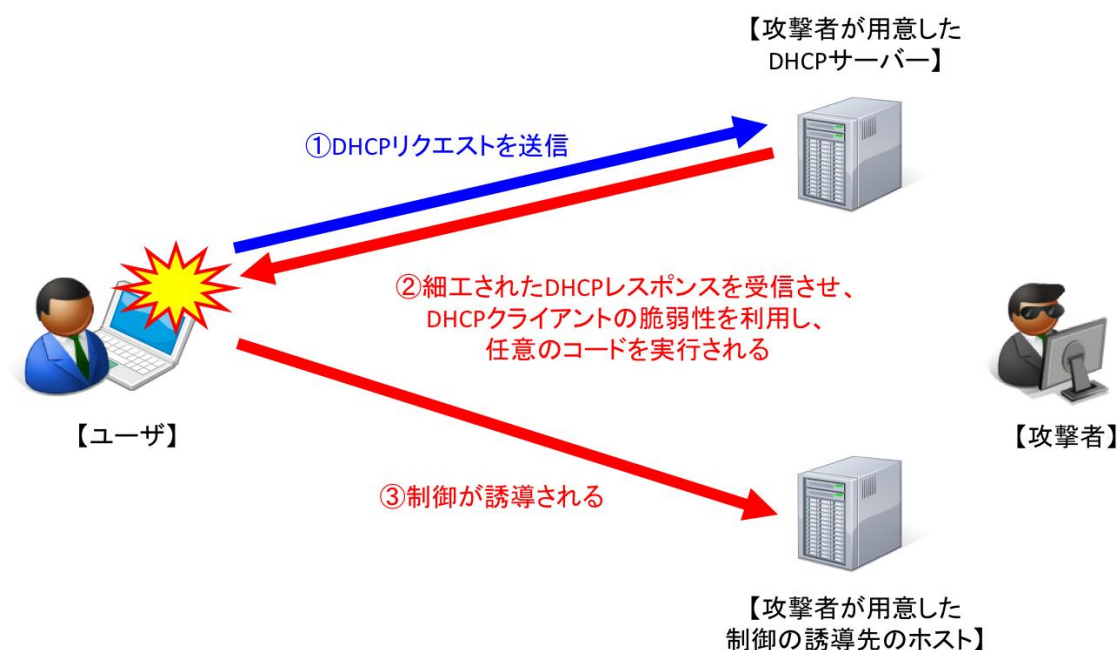 【攻撃者が用意した
DHCPサーバー】
①DHCPリクエストを送信
②細工されたDHCPレスポンスを受信させ、
DHCPクライアントの脆弱性を利用し、
任意のコードを実行される
【ユーザ】
【攻撃者】
③制御が誘導される
【攻撃者が用意した
制御の誘導先のホスト】